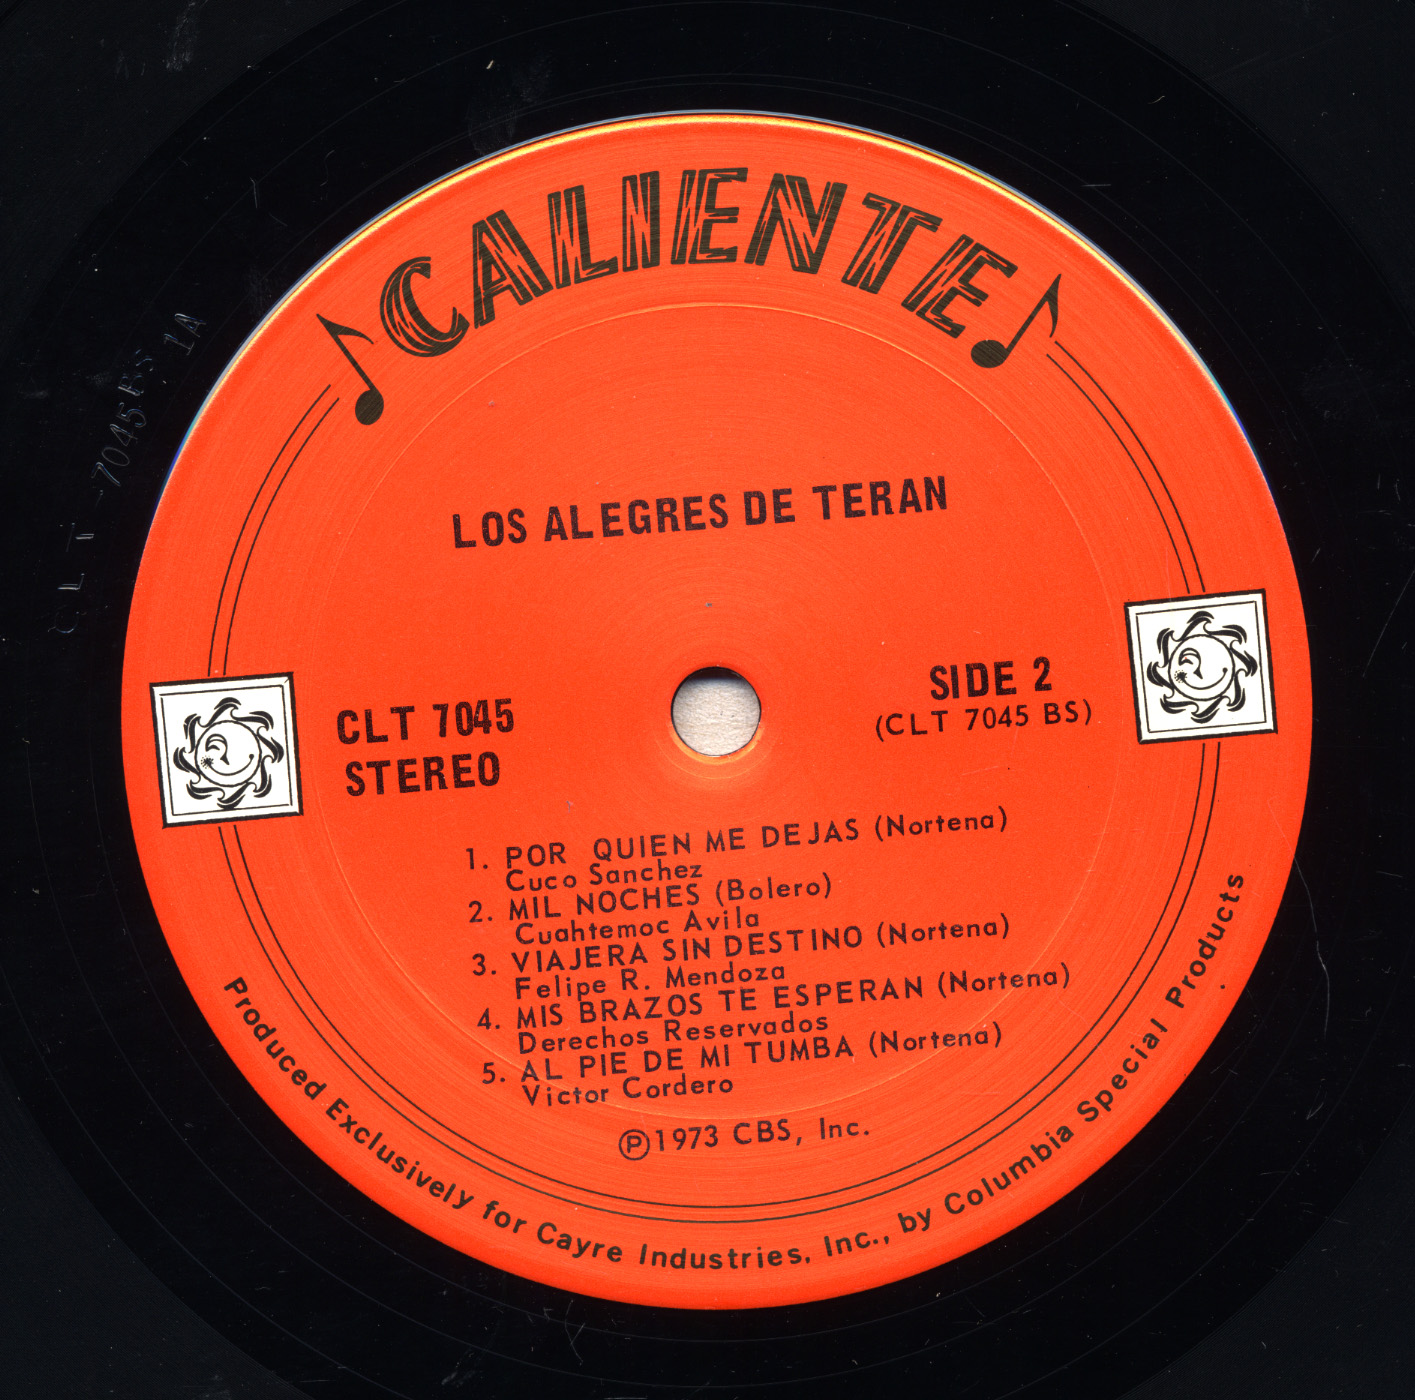 CALIENTE
LOS ALEGRES DE TERAN
CLT 7045
STEREO
SIDE 2
(CLT 7045 BS)
1. POR QUIEN ME DEJAS (Nortena)
Cuco Sanchez
2. MIL NOCHES (Bolero)
Cuahtemoc Avila
3. VIAJERA SIN DESTINO (Nortena)
Felipe R. Mendoza
4. MIS BRAZOS TE ESPERAN (Nortena)
Derechos Reservados
5. AL PIE DE MI TUMBA (Nortena)
Victor Cordero
Ⓟ1973 CBS, Inc.
Produced Exclusively for Cayre Industries, Inc., by Columbia Special Products
CLT-7045 BS 1A